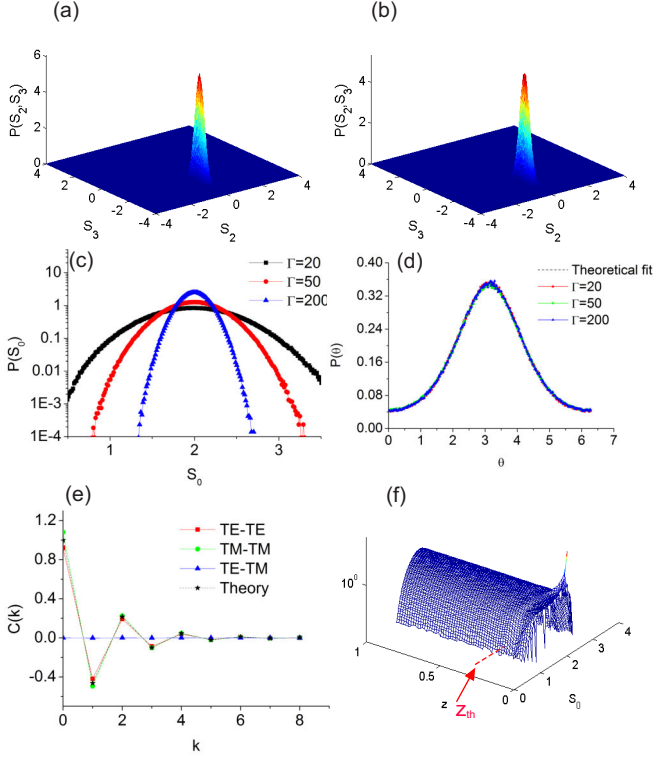 (a)
P(S2,S3)
6
4
2
0
4
2
0
-2
-4
S3
-4
-2
0
2
4
S2
(b)
P(S2,S3)
4
2
0
4
2
0
-2
-4
S3
-4
-2
0
2
4
S2
(c)
P(S0)
10
1
0.1
0.01
1E-3
1E-4
1
2
3
S0
Γ=20
Γ=50
Γ=200
(d)
P(θ)
0.40
0.32
0.24
0.16
0.08
0.00
0 1 2 3 4 5 6 7
θ
Theoretical fit
Γ=20
Γ=50
Γ=200
(e)
C(k)
1.2
0.8
0.4
0.0
-0.4
0 2 4 6 8
k
TE-TE
TM-TM
TE-TM
Theory
(f)
10⁰
1
0.5
0
z
Zth
0
1
2
3
4
S0